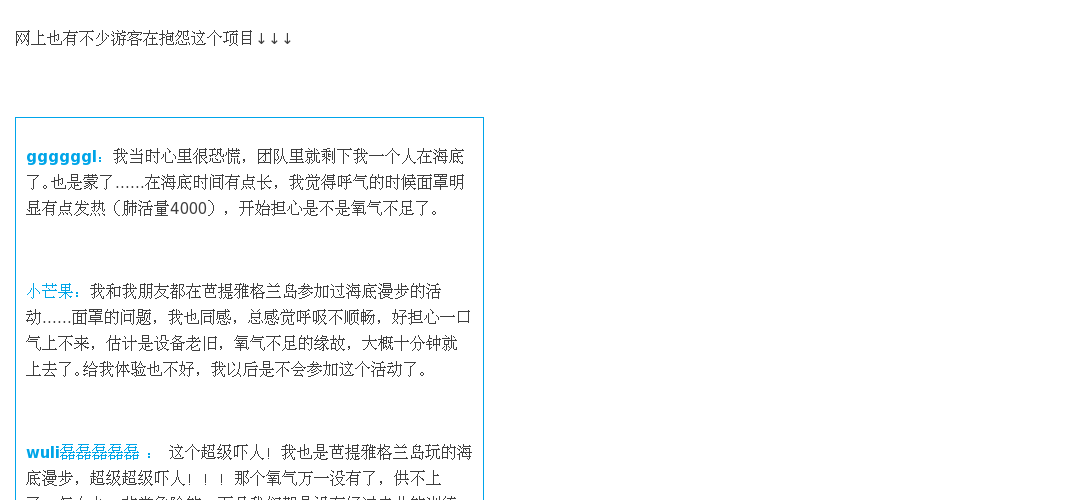 网上也有不少游客在抱怨这个项目↓↓↓
ggggggl：我当时心里很恐慌，团队里就剩下我一个人在海底
了。也是蒙了……在海底时间有点长，我觉得呼气的时候面罩明
显有点发热（肺活量4000），开始担心是不是氧气不足了。
小芒果：我和我朋友都在芭提雅格兰岛参加过海底漫步的活
动……面罩的问题，我也同感，总感觉呼吸不顺畅，好担心一口
气上不来，估计是设备老旧，氧气不足的缘故，大概十分钟就
上去了。给我体验也不好，我以后是不会参加这个活动了。
wuli磊磊磊磊磊 ： 这个超级吓人！我也是芭提雅格兰岛玩的海
底漫步，超级超级吓人！！！那个氧气万一没有了，供不上